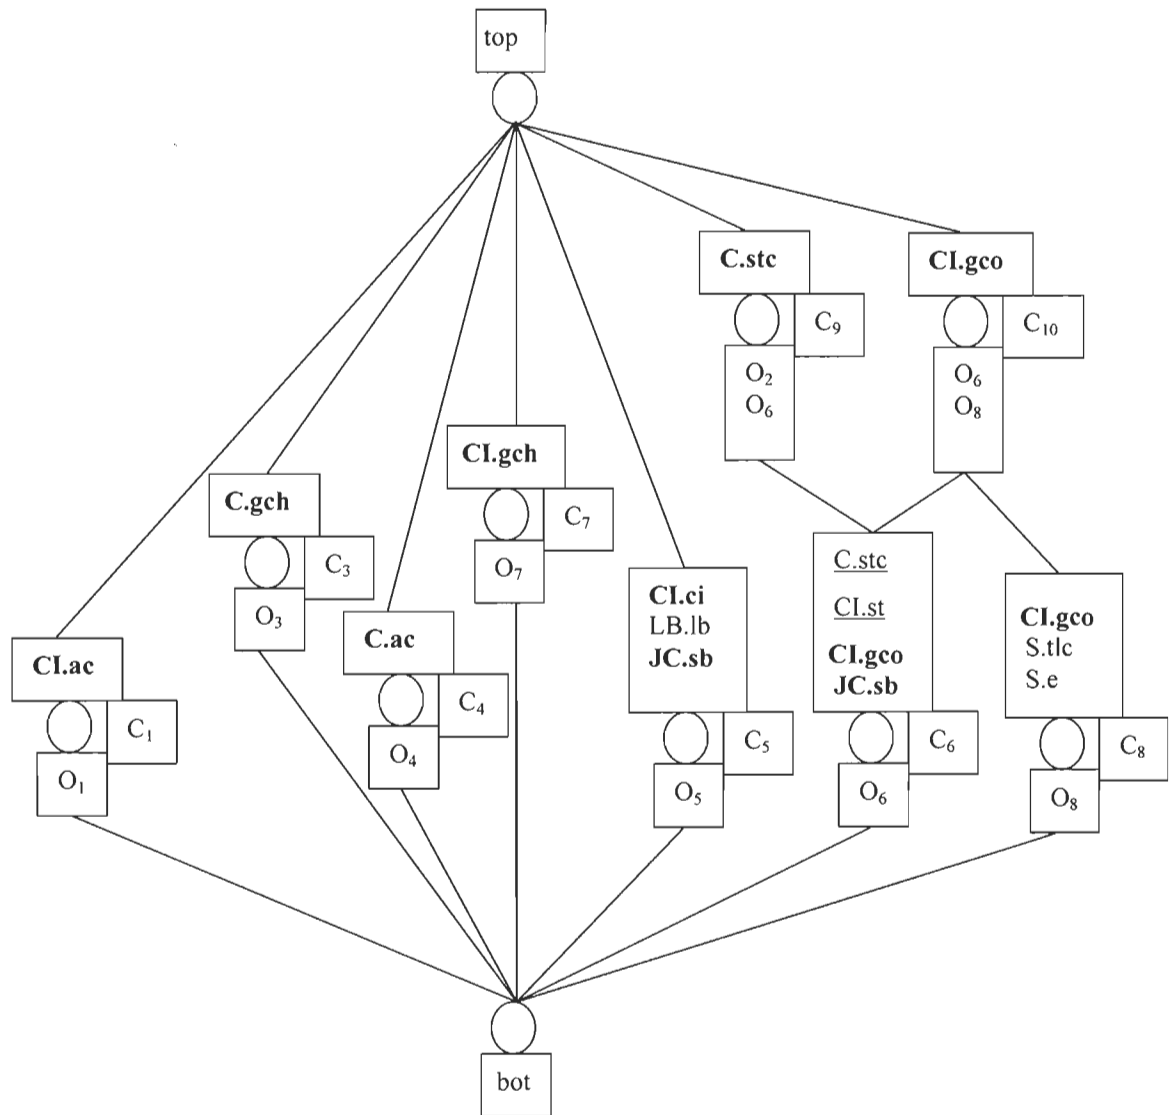 top
C.stc
CI.gco
C₉
C₁₀
O₂
O₆
O₆
O₈
CI.gch
C₇
O₇
C.gch
C₃
O₃
CI.ac
C₁
O₁
C.ac
C₄
O₄
CI.ci
LB.lb
JC.sb
C₅
O₅
C.stc
CI.st
CI.gco
JC.sb
C₆
O₆
CI.gco
S.tlc
S.e
C₈
O₈
bot